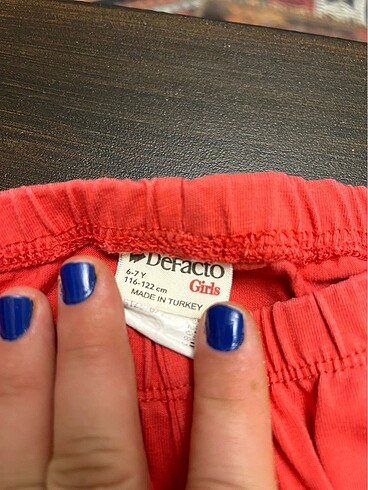 DeFacto
6-7 Y
Girls
116-122 cm
MADE IN TURKEY